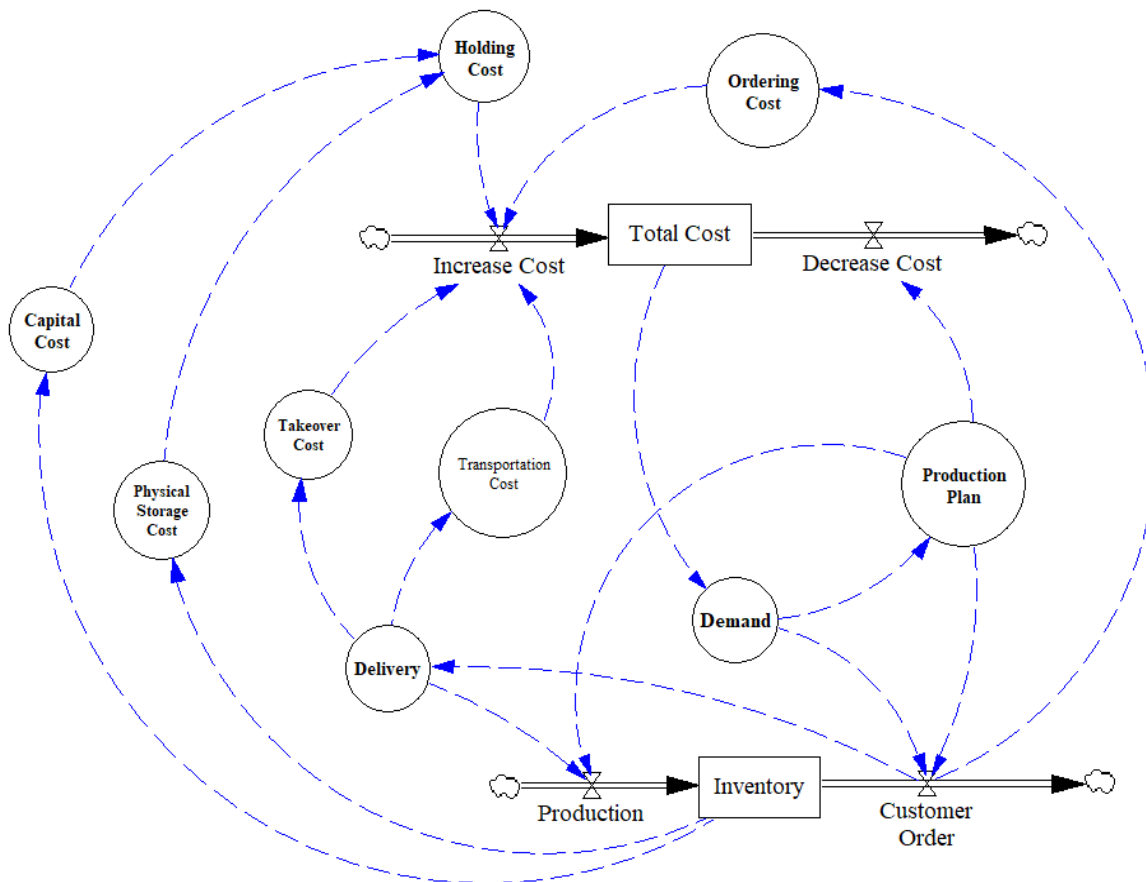 Holding
Cost
Ordering
Cost
Total Cost
Increase Cost
Decrease Cost
Capital
Cost
Takeover
Cost
Transportation
Cost
Production
Plan
Physical
Storage
Cost
Demand
Delivery
Inventory
Production
Customer
Order